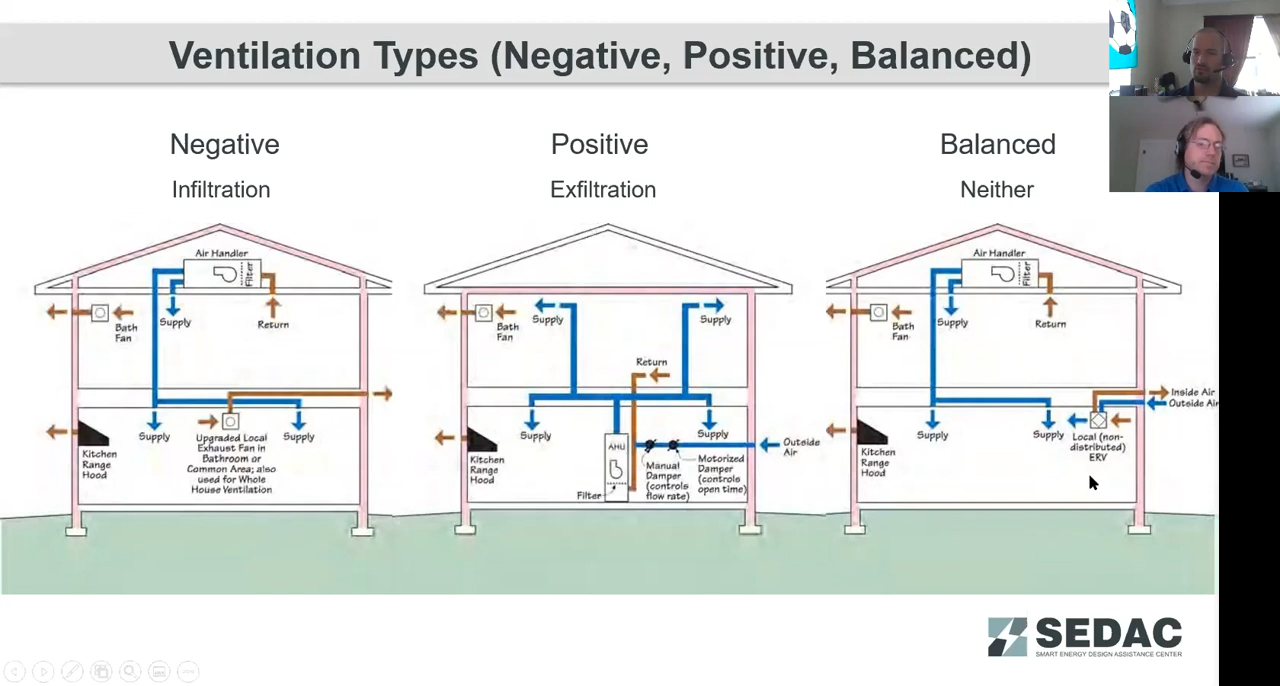 Ventilation Types (Negative, Positive, Balanced)
Negative
Infiltration
Air Handler
Filter
Supply
Return
Bath
Fan
Supply
Upgraded Local
Exhaust Fan in
Bathroom or
Common Area; also
used for Whole
House Ventilation
Supply
Kitchen
Range
Hood
Positive
Exfiltration
Bath
Fan
Supply
Supply
Return
Supply
Supply
Kitchen
Range
Hood
AHU
Filter
Manual
Damper
(controls
flow rate)
Motorized
Damper
(controls
open time)
Outside
Air
Balanced
Neither
Air Handler
Filter
Supply
Return
Bath
Fan
Inside Air
Outside Air
Supply
Supply
Local (non-
distributed)
ERV
Kitchen
Range
Hood
SEDAC
SMART ENERGY DESIGN ASSISTANCE CENTER